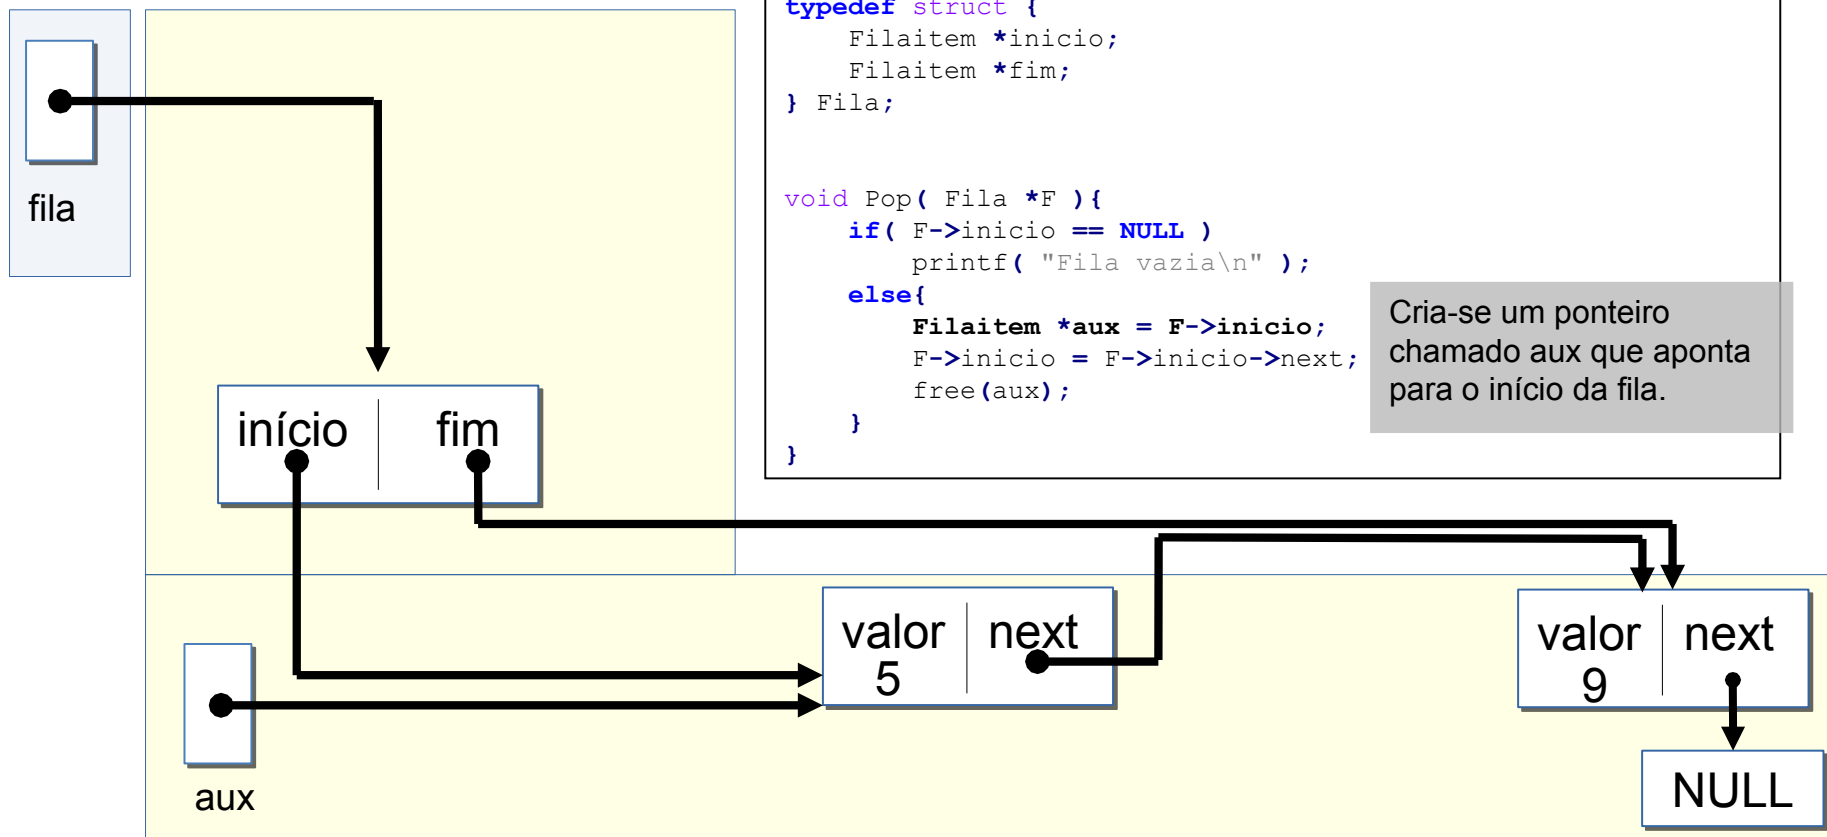 typedef struct {
Filaitem *inicio;
Filaitem *fim;
} Fila;
void Pop( Fila *F ){
if( F->inicio == NULL )
printf( "Fila vazia\n" );
else{
Filaitem *aux = F->inicio;
F->inicio = F->inicio->next;
free(aux);
}
}
Cria-se um ponteiro
chamado aux que aponta
para o início da fila.
fila
início fim
valor next
5
valor next
9
aux
NULL